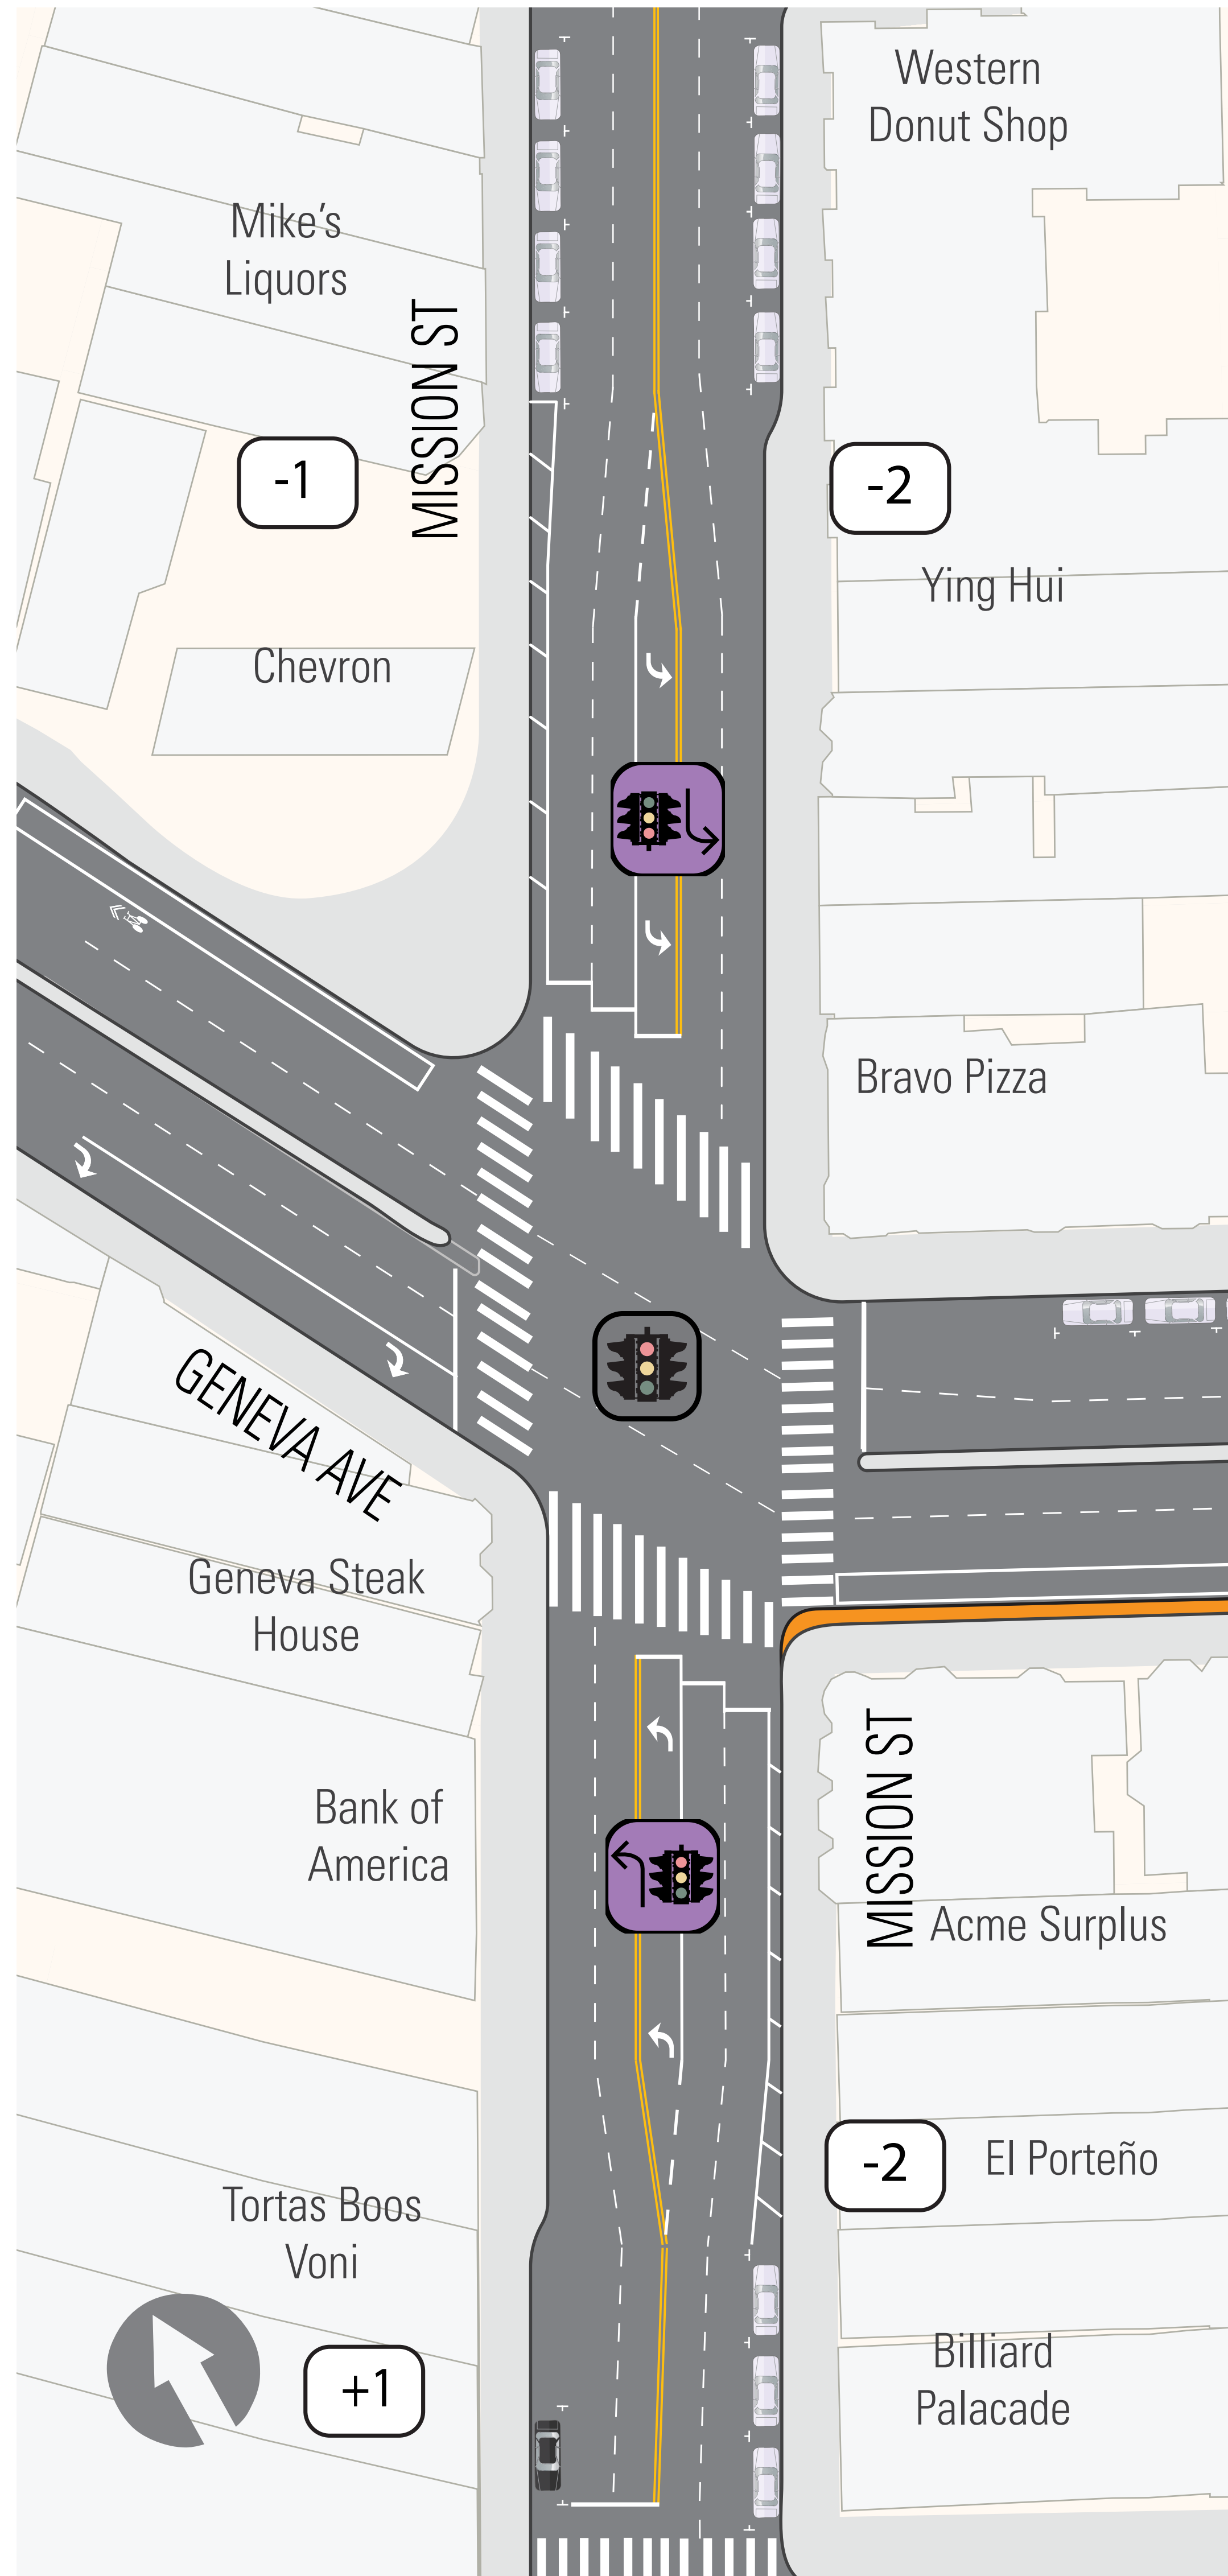 Western
Donut Shop
Mike's
Liquors
MISSION ST
-1
-2
Ying Hui
Chevron
Bravo Pizza
GENEVA AVE
Geneva Steak
House
Bank of
America
MISSION ST
Acme Surplus
-2
El Porteño
Tortas Boos
Voni
+1
Billiard
Palacade